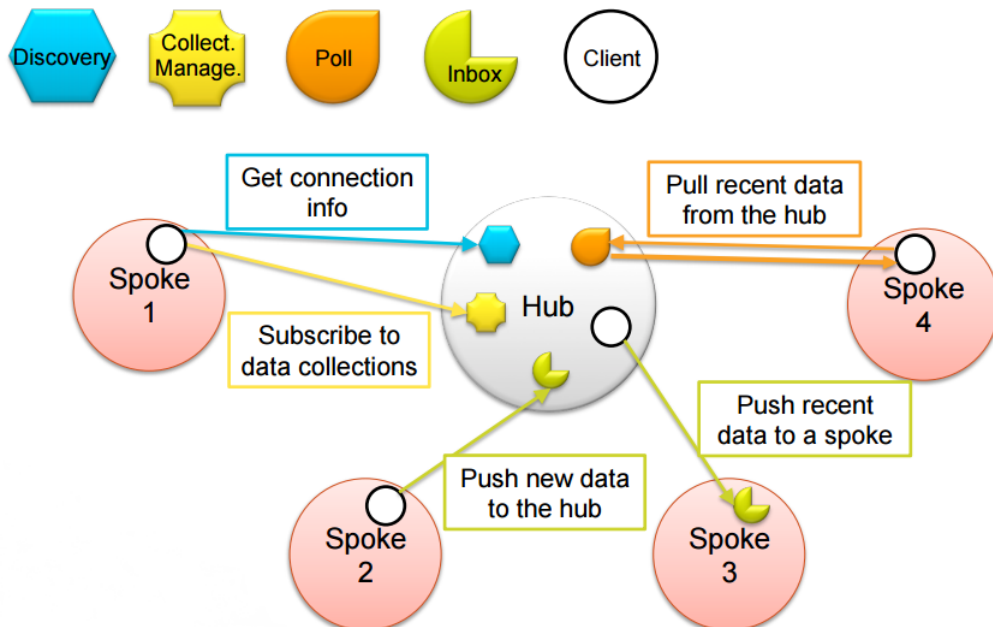 Discovery
Collect.
Manage.
Poll
Inbox
Client
Get connection
info
Pull recent data
from the hub
Spoke
1
Hub
Spoke
4
Subscribe to
data collections
Push recent
data to a spoke
Push new data
to the hub
Spoke
2
Spoke
3